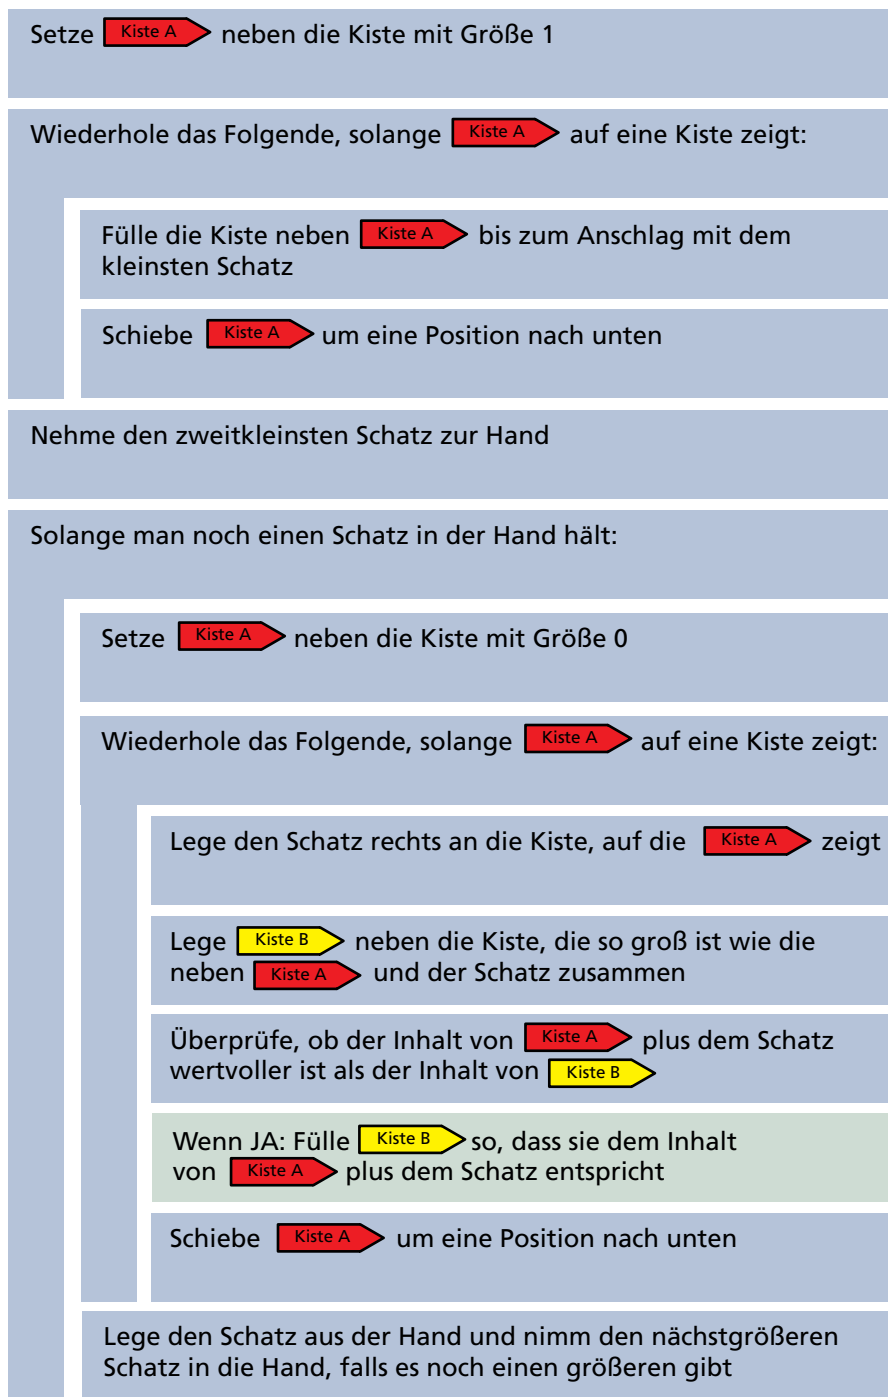 Setze Kiste A neben die Kiste mit Größe 1
Wiederhole das Folgende, solange Kiste A auf eine Kiste zeigt:
Fülle die Kiste neben Kiste A bis zum Anschlag mit dem
kleinsten Schatz
Schiebe Kiste A um eine Position nach unten
Nehme den zweitkleinsten Schatz zur Hand
Solange man noch einen Schatz in der Hand hält:
Setze Kiste A neben die Kiste mit Größe 0
Wiederhole das Folgende, solange Kiste A auf eine Kiste zeigt:
Lege den Schatz rechts an die Kiste, auf die Kiste A zeigt
Lege Kiste B neben die Kiste, die so groß ist wie die
neben Kiste A und der Schatz zusammen
Überprüfe, ob der Inhalt von Kiste A plus dem Schatz
wertvoller ist als der Inhalt von Kiste B
Wenn JA: Fülle Kiste B so, dass sie dem Inhalt
von Kiste A plus dem Schatz entspricht
Schiebe Kiste A um eine Position nach unten
Lege den Schatz aus der Hand und nimm den nächstgrößeren
Schatz in die Hand, falls es noch einen größeren gibt